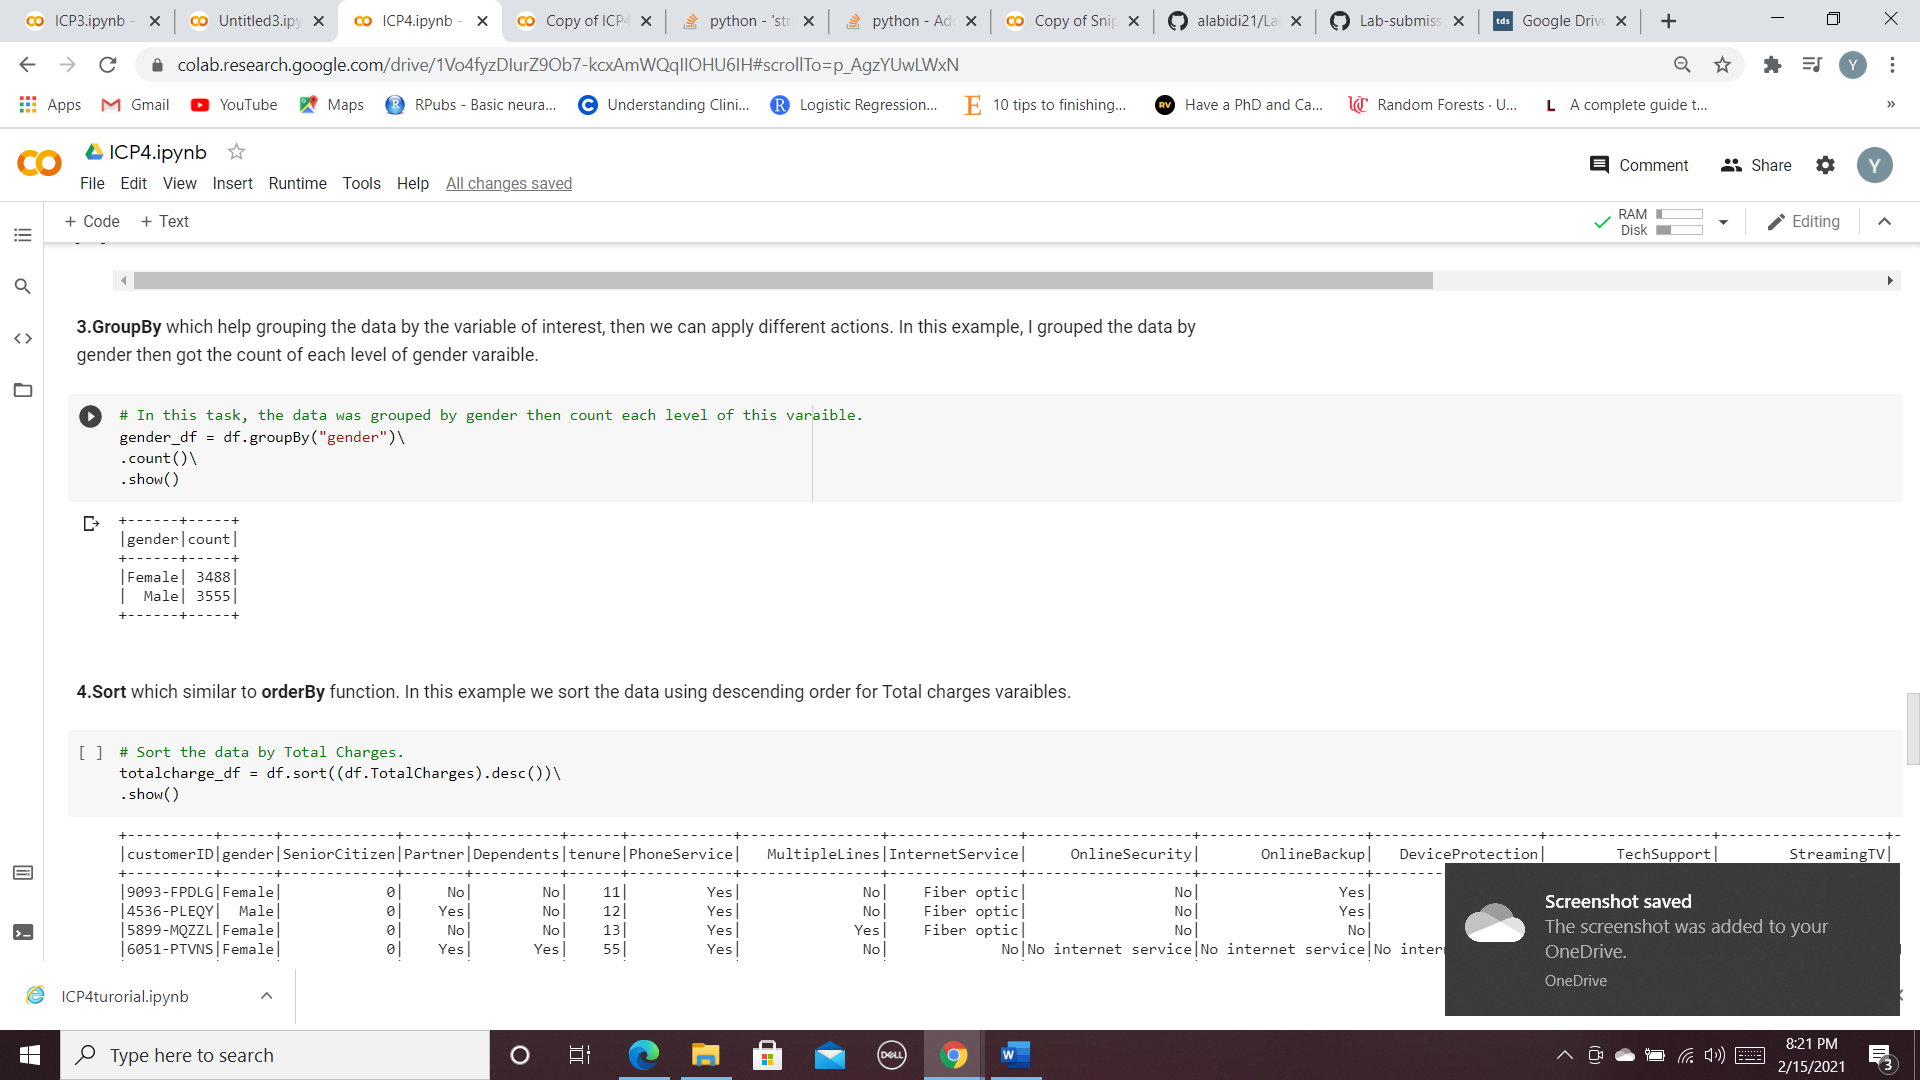 ICP3.ipynb -
Untitled3.ipy
ICP4.ipynb -
Copy of ICP4
python - 'str
python - Ad
Copy of Snip
alabidi21/La
Lab-submiss
tds Google Drive
colab.research.google.com/drive/1Vo4fyzDIurZ9Ob7-kcxAmWQqIIOHU6IH#scrollTo=p_AgzYUwLWxN
Y
Apps Gmail YouTube Maps RPubs - Basic neura... Understanding Clini... Logistic Regression... 10 tips to finishing... RV Have a PhD and Ca... Random Forests · U... L A complete guide t... »
ICP4.ipynb
Comment Share Y
File Edit View Insert Runtime Tools Help All changes saved
+ Code + Text
RAM
Disk
Editing
3.GroupBy which help grouping the data by the variable of interest, then we can apply different actions. In this example, I grouped the data by
gender then got the count of each level of gender varaible.
# In this task, the data was grouped by gender then count each level of this varaible.
gender_df = df.groupBy("gender")\
.count()\
.show()
+------+-----+
|gender|count|
+------+-----+
|Female| 3488|
|  Male| 3555|
+------+-----+
4.Sort which similar to orderBy function. In this example we sort the data using descending order for Total charges varaibles.
[ ] # Sort the data by Total Charges.
totalcharge_df = df.sort((df.TotalCharges).desc())\
.show()
+----------+------+-------------+-------+----------+------+------------+----------------+---------------+-------------------+-------------------+-------------------+-------------------+-------------------+-
|customerID|gender|SeniorCitizen|Partner|Dependents|tenure|PhoneService|   MultipleLines|InternetService|     OnlineSecurity|       OnlineBackup|   DeviceProtection|        TechSupport|        StreamingTV|
|9093-FPDLG|Female|            0|     No|        No|    11|         Yes|              No|    Fiber optic|                 No|                Yes|
|4536-PLEQY|  Male|            0|    Yes|        No|    12|         Yes|              No|    Fiber optic|                 No|                Yes|
|5899-MQZZL|Female|            0|     No|        No|    13|         Yes|             Yes|    Fiber optic|                 No|                 No|
|6051-PTVNS|Female|            0|    Yes|       Yes|    55|         Yes|              No|             No|No internet service|No internet service|No inter
Screenshot saved
The screenshot was added to your
OneDrive.
OneDrive
ICP4turorial.ipynb
Type here to search
DELL
W
8:21 PM
2/15/2021
3